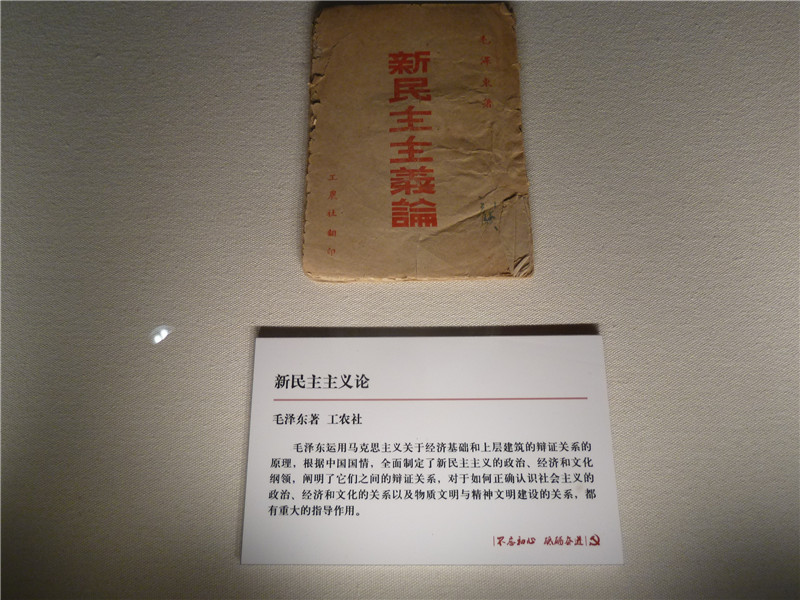 毛澤東著
新民主主義論
工農社翻印
新民主主义论
毛泽东著 工农社
毛泽东运用马克思主义关于经济基础和上层建筑的辩证关系的
原理,根据中国国情,全面制定了新民主主义的政治、经济和文化
纲领,阐明了它们之间的辩证关系,对于如何正确认识社会主义的
政治、经济和文化的关系以及物质文明与精神文明建设的关系,都
有重大的指导作用。
不忘初心 砥砺奋进